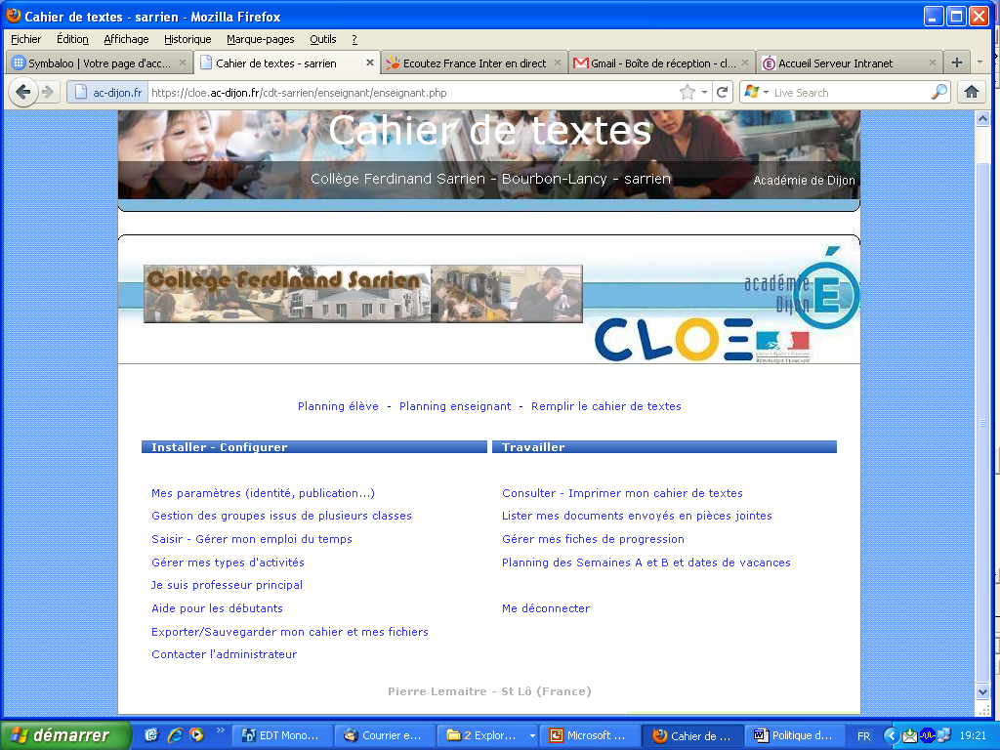 Cahier de textes - sarrien - Mozilla Firefox
Fichier Édition Affichage Historique Marque-pages Outils ?
Symbaloo | Votre page d'acc... Cahier de textes - sarrien Ecoutez France Inter en direct Gmail - Boîte de réception - cl... Accueil Serveur Intranet
ac-dijon.fr https://cloe.ac-dijon.fr/cdt-sarrien/enseignant/enseignant.php Live Search
Cahier de textes
Collège Ferdinand Sarrien - Bourbon-Lancy - sarrien Académie de Dijon
Collège Ferdinand Sarrien
académie
Dijon
É
CLOE
RÉPUBLIQUE FRANÇAISE
Planning élève - Planning enseignant - Remplir le cahier de textes
Installer - Configurer Travailler
Mes paramètres (identité, publication...) Consulter - Imprimer mon cahier de textes
Gestion des groupes issus de plusieurs classes Lister mes documents envoyés en pièces jointes
Saisir - Gérer mon emploi du temps Gérer mes fiches de progression
Gérer mes types d'activités Planning des Semaines A et B et dates de vacances
Je suis professeur principal
Aide pour les débutants Me déconnecter
Exporter/Sauvegarder mon cahier et mes fichiers
Contacter l'administrateur
Pierre Lemaitre - St Lô (France)
démarrer EDT Mono... Courrier e... 2 Explor... Microsoft ... Cahier de ... Politique d... FR 19:21